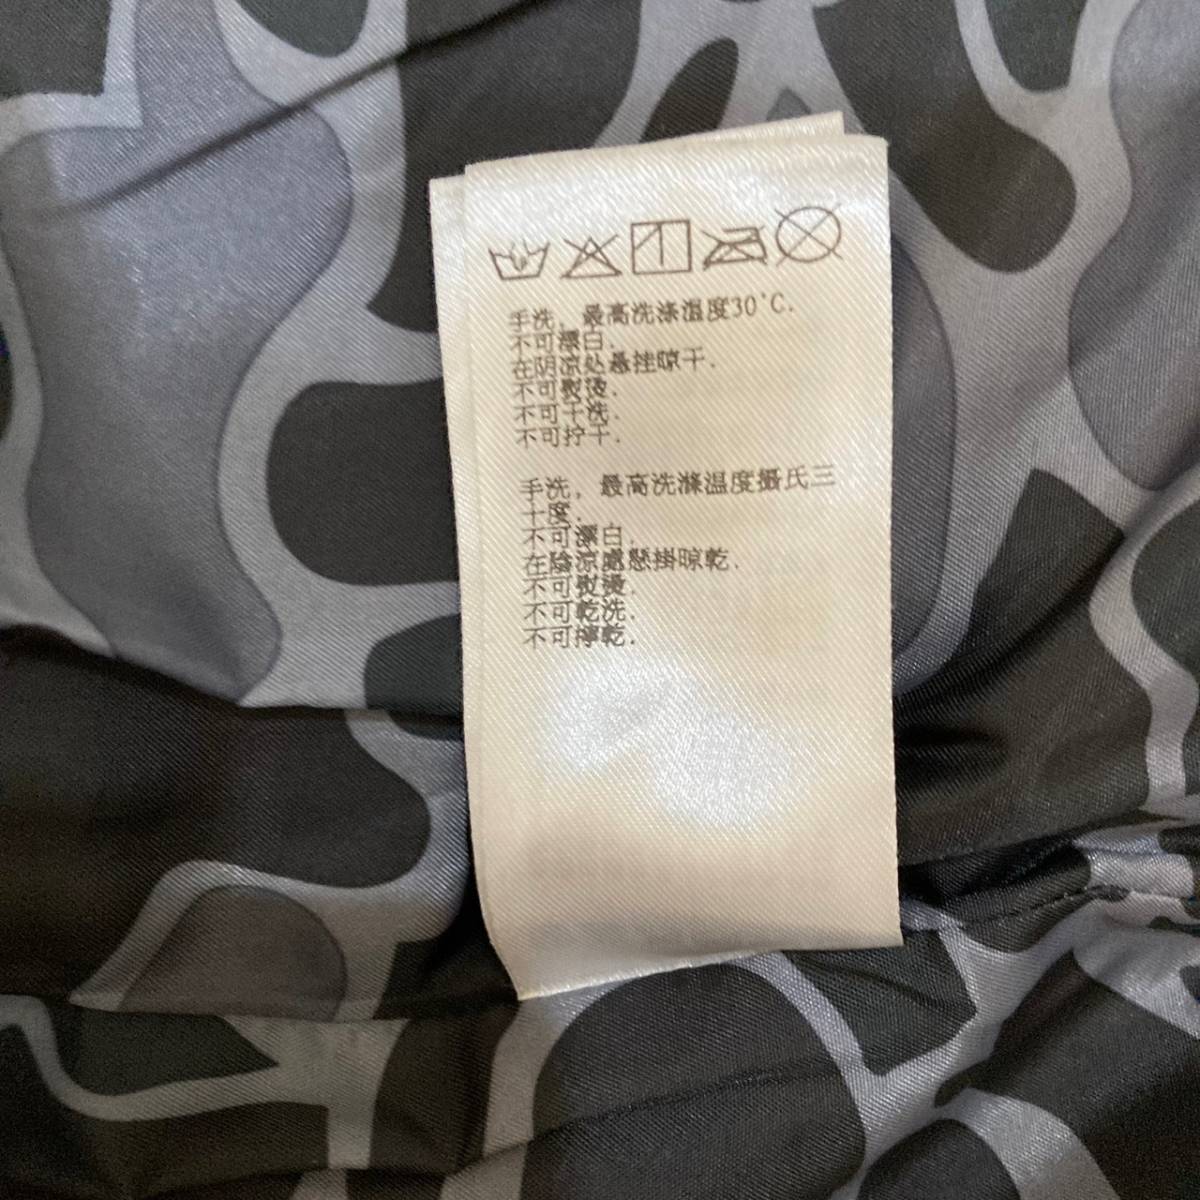 手洗，最高洗涤温度30°C.
不可漂白.
在阴凉处悬挂晾干.
不可熨烫.
不可干洗.
不可拧干.
手洗，最高洗滌温度攝氏三
十度.
不可漂白.
在陰涼處懸掛晾乾.
不可熨燙.
不可乾洗.
不可擰乾.